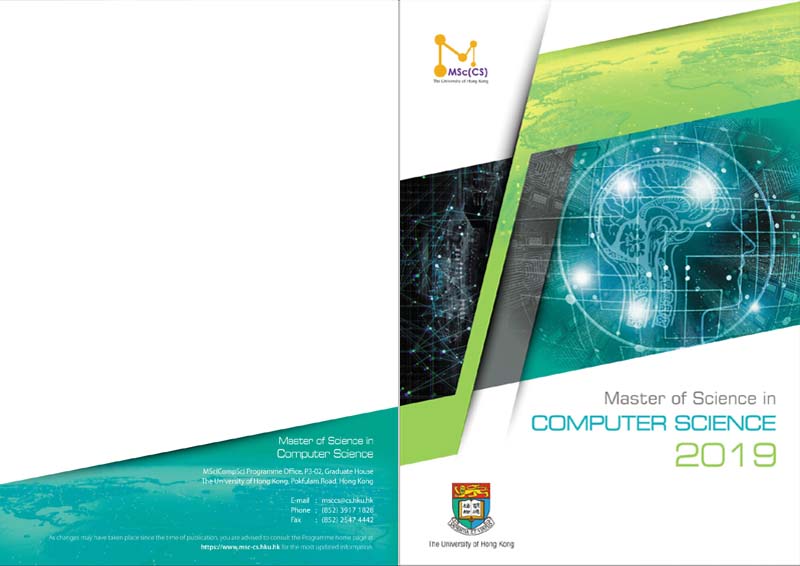 Master of Science in
Computer Science
MSc(CompSc) Programme Office, P3-02, Graduate House
The University of Hong Kong, Pokfulam Road, Hong Kong
E-mail : msccs@cs.hku.hk
Phone : (852) 3917 1828
Fax : (852) 2547 4442
As changes may have taken place since the time of publication, you are advised to consult the Programme home page at
https://www.msc-cs.hku.hk for the most updated information.
MSc(CS)
The University of Hong Kong
Master of Science in
COMPUTER SCIENCE
2019
The University of Hong Kong